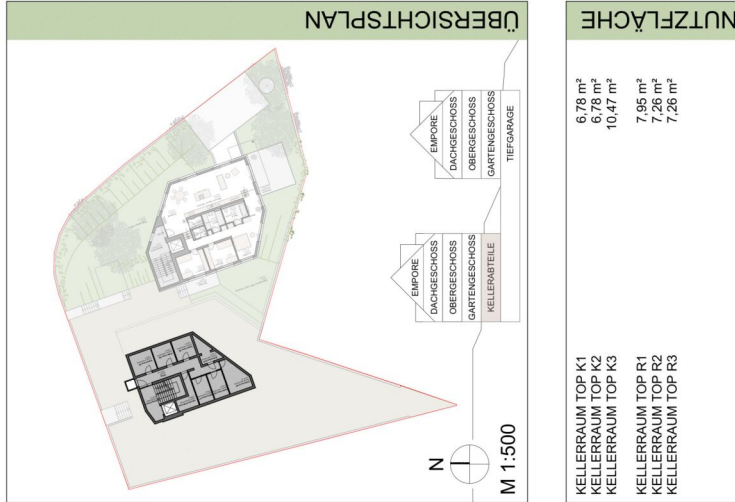 ÜBERSICHTSPLAN
EMPORE
DACHGESCHOSS
OBERGESCHOSS
GARTENGESCHOSS
KELLERABTEILE
EMPORE
DACHGESCHOSS
OBERGESCHOSS
GARTENGESCHOSS
TIEFGARAGE
N
M 1:500
NUTZFLÄCHE
KELLERRAUM TOP K1 6,78 m²
KELLERRAUM TOP K2 6,78 m²
KELLERRAUM TOP K3 10,47 m²
KELLERRAUM TOP R1 7,95 m²
KELLERRAUM TOP R2 7,26 m²
KELLERRAUM TOP R3 7,26 m²